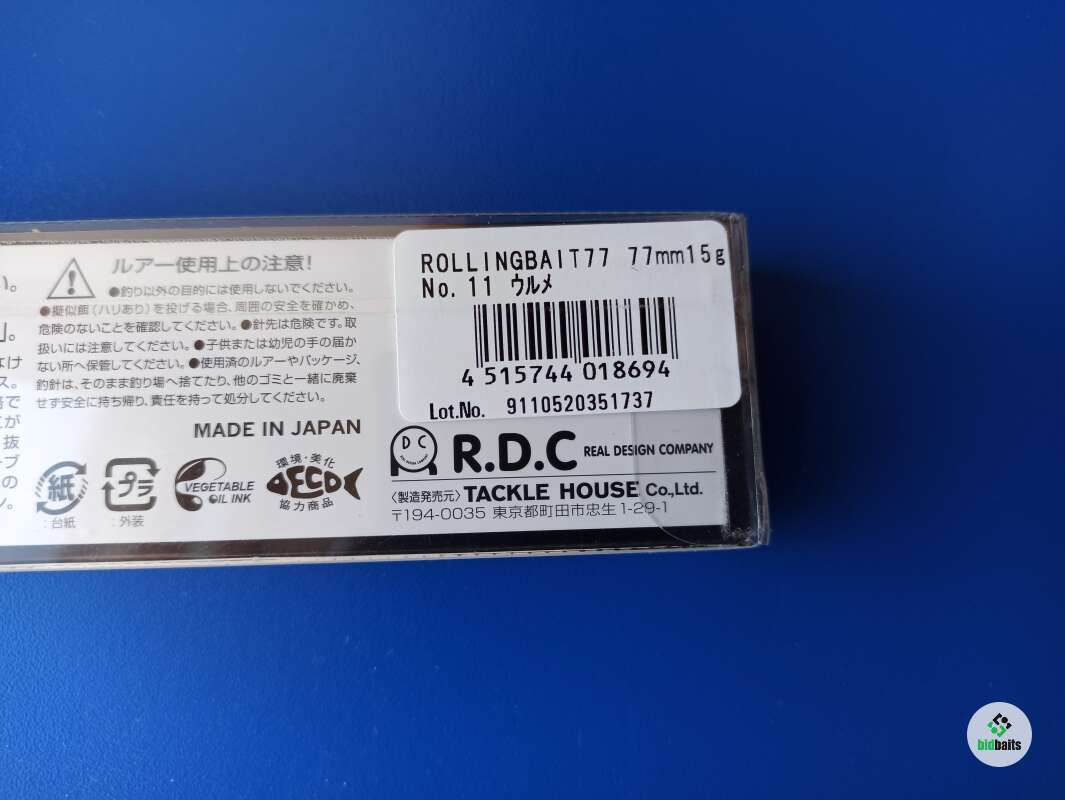 い。
ルアー使用上の注意！
●釣り以外の目的には使用しないでください。
●擬似餌（ハリあり）を投げる場合、周囲の安全を確かめ、
危険のないことを確認してください。●針先は危険です。取
扱いには注意してください。●子供または幼児の手の届か
ない所へ保管してください。●使用済のルアーやパッケージ、
釣針は、そのまま釣り場へ捨てたり、他のゴミと一緒に廃棄
せず安全に持ち帰り、責任を持って処分してください。
MADE IN JAPAN
紙
:台紙
プラ
:外装
VEGETABLE
OIL INK
環境・美化
ECO
協力商品
ROLLINGBAIT77 77mm15g
No. 11 ウルメ
4 515744 018694
Lot.No. 9110520351737
D C
R.D.C REAL DESIGN COMPANY
〈製造発売元〉TACKLE HOUSE Co.,Ltd.
〒194-0035 東京都町田市忠生1-29-1
bidbaits